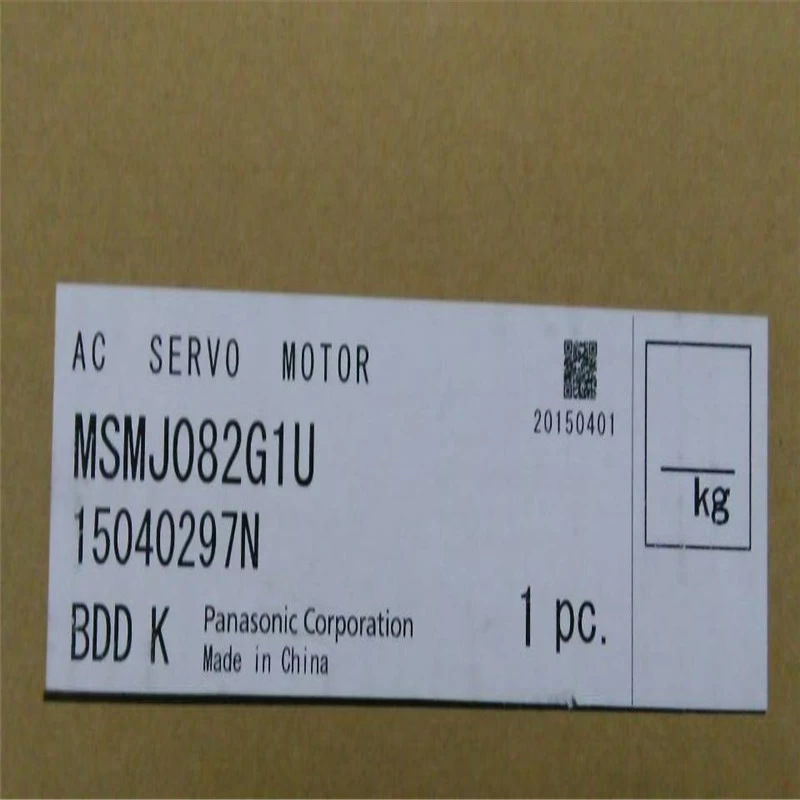 AC SERVO MOTOR
20150401
MSMJ082G1U
15040297N
kg
BDD K Panasonic Corporation
Made in China
1 pc.